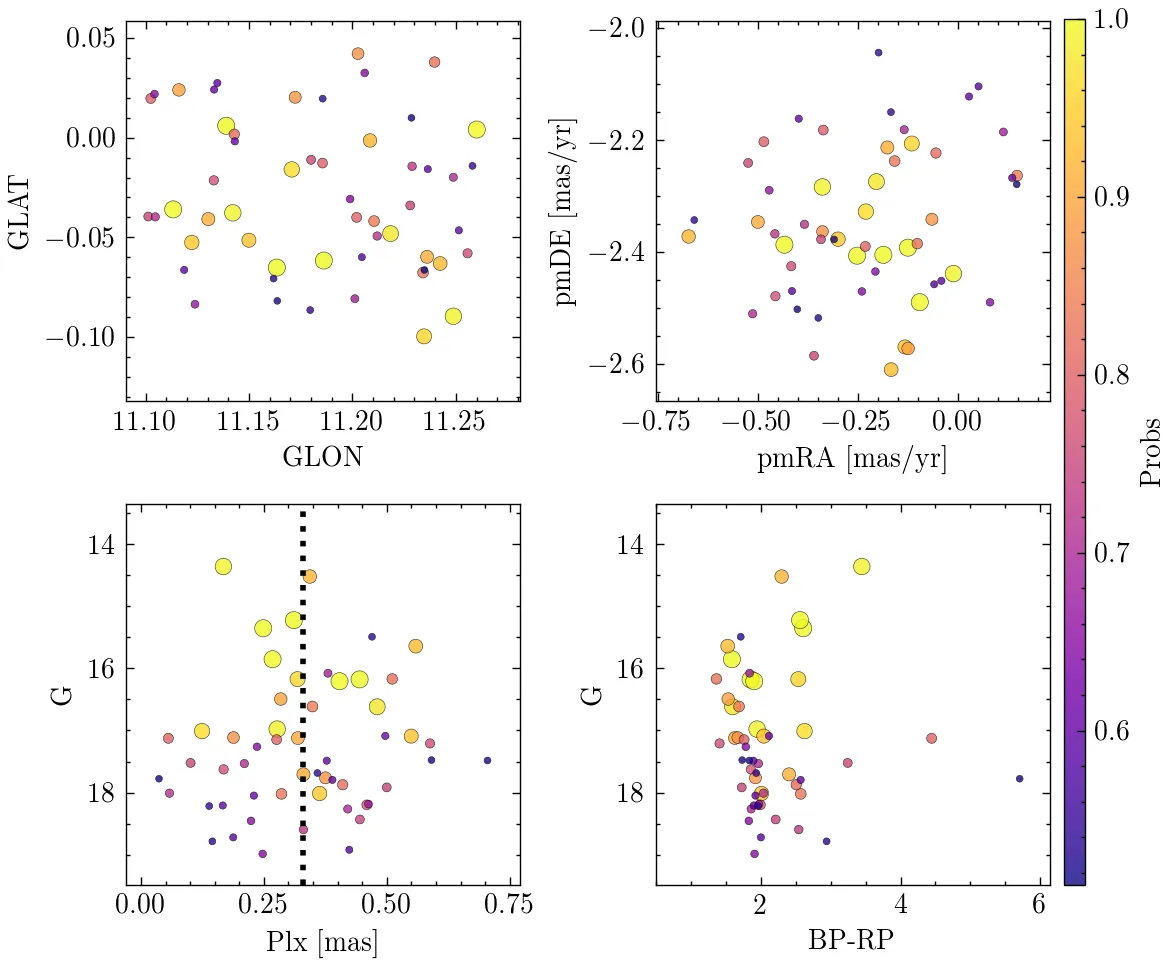 0.05
0.00
−0.05
−0.10
GLAT
11.10 11.15 11.20 11.25
GLON
−2.0
−2.2
−2.4
−2.6
pmDE [mas/yr]
−0.75 −0.50 −0.25 0.00
pmRA [mas/yr]
14
16
18
G
0.00 0.25 0.50 0.75
Plx [mas]
14
16
18
G
2 4 6
BP-RP
1.0
0.9
0.8
0.7
0.6
Probs